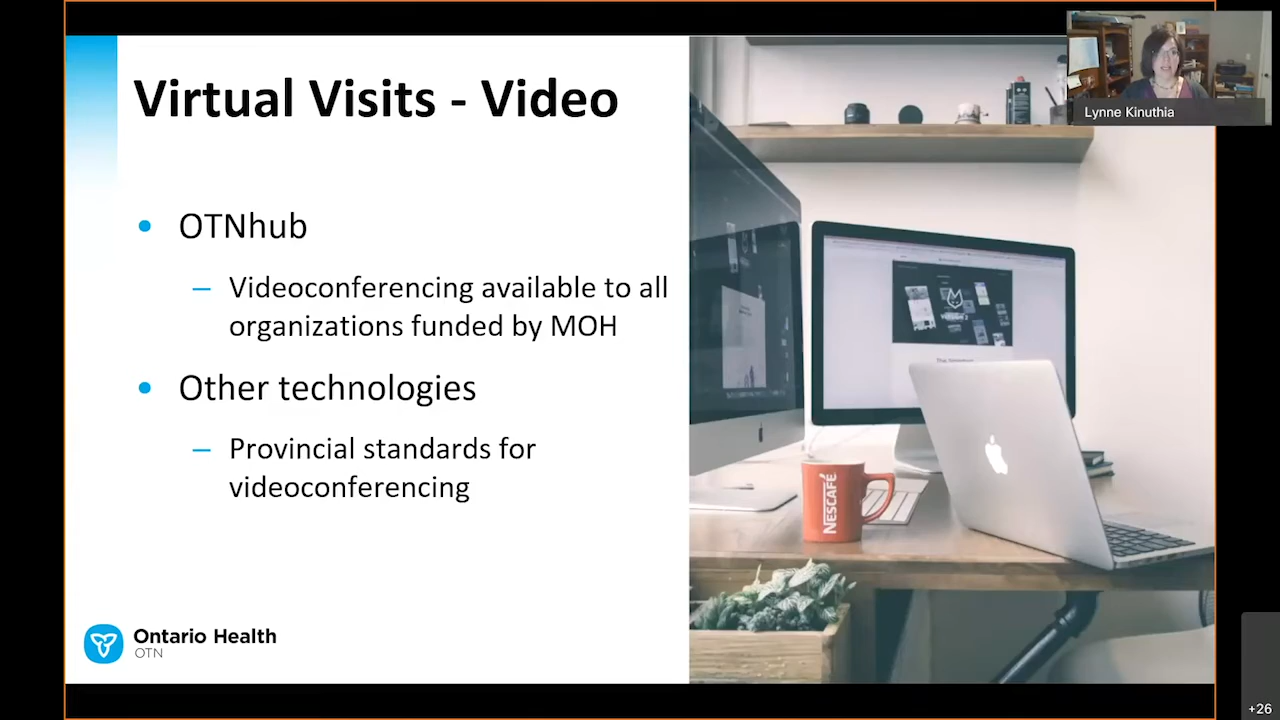 Virtual Visits - Video
Lynne Kinuthia
• OTNhub
– Videoconferencing available to all
organizations funded by MOH
• Other technologies
– Provincial standards for
videoconferencing
NESCAFÉ
Ontario Health
OTN
+26